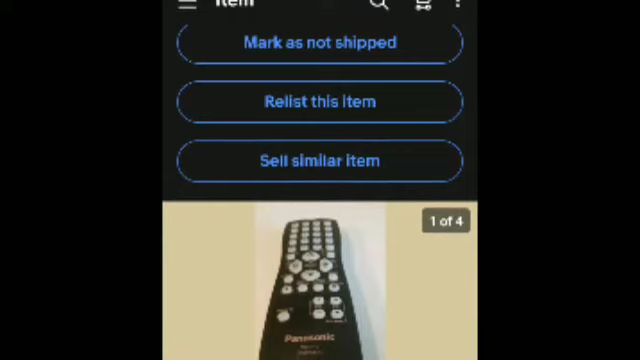 Item
Mark as not shipped
Relist this item
Sell similar item
1 of 4
Panasonic